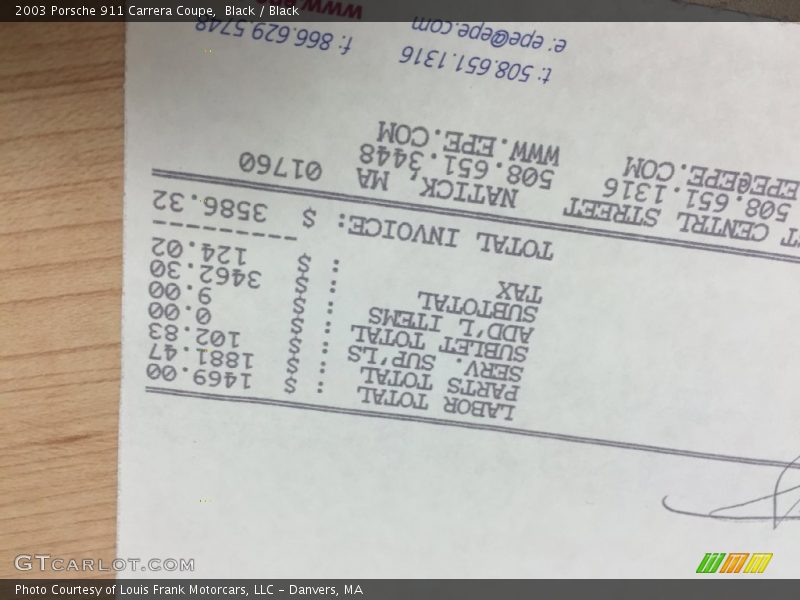 2003 Porsche 911 Carrera Coupe, Black / Black
LABOR TOTAL : $ 1469.00
PARTS TOTAL : $ 1881.47
SERV. SUP'LS : $ 102.83
SUBLET TOTAL : $ 0.00
ADD'L ITEMS : $ 9.00
SUBTOTAL : $ 3462.30
TAX : $ 124.02
----------
TOTAL INVOICE: $ 3586.32
CENTRL STREET NATICK, MA 01760
508.651.1316 508.651.3448
EPE@EPE.COM WWW.EPE.COM
t: 508.651.1316 f: 866.629.5748
e: epe@epe.com www.
GTCARLOT.COM
Photo Courtesy of Louis Frank Motorcars, LLC – Danvers, MA